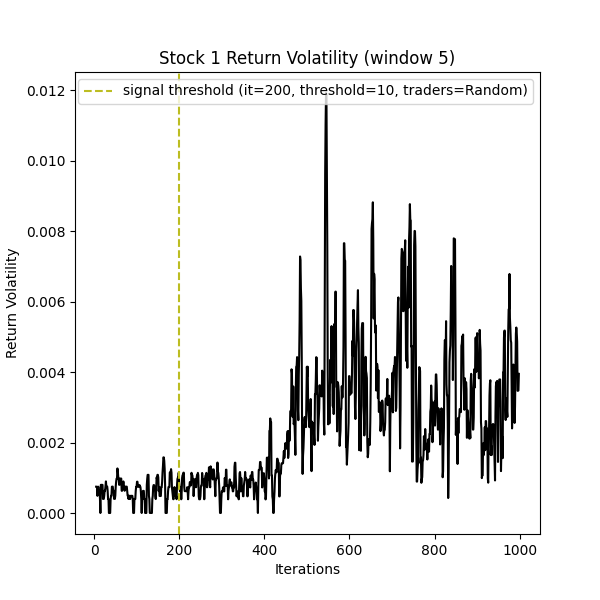 Stock 1 Return Volatility (window 5)
signal threshold (it=200, threshold=10, traders=Random)
0.012
0.010
0.008
0.006
0.004
0.002
0.000
Return Volatility
0 200 400 600 800 1000
Iterations